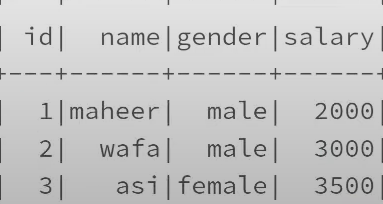 | id|  name|gender|salary|
+---+------+------+------+
|  1|maheer|  male|  2000|
|  2|  wafa|  male|  3000|
|  3|   asi|female|  3500|